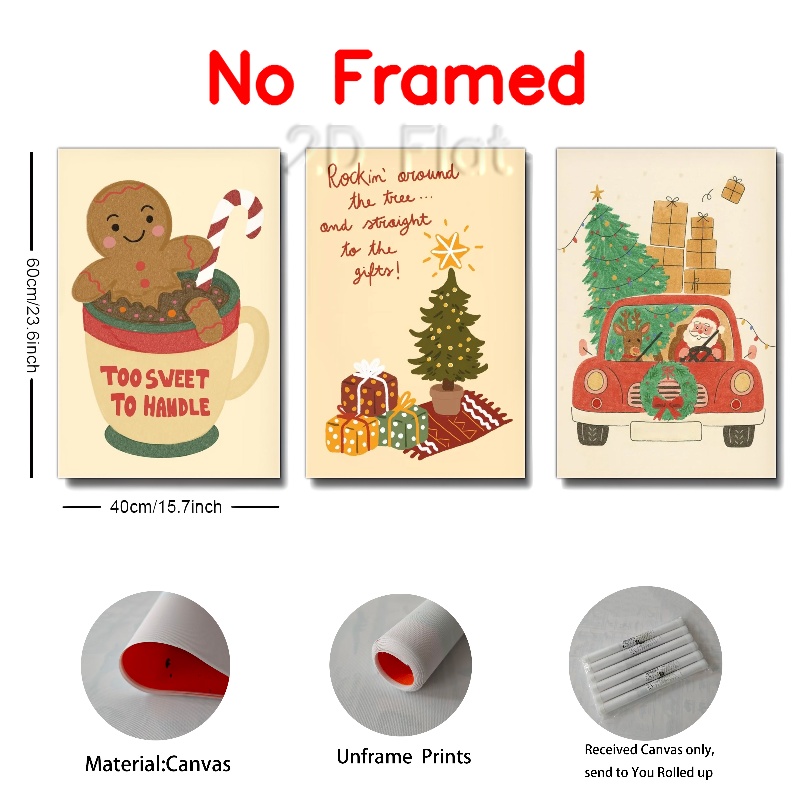 No Framed
2D Flat
60cm/23.6inch
TOO SWEET
TO HANDLE
Rockin' around
the tree...
and straight
to the
gifts!
40cm/15.7inch
Material:Canvas
Unframe Prints
Received Canvas only,
send to You Rolled up